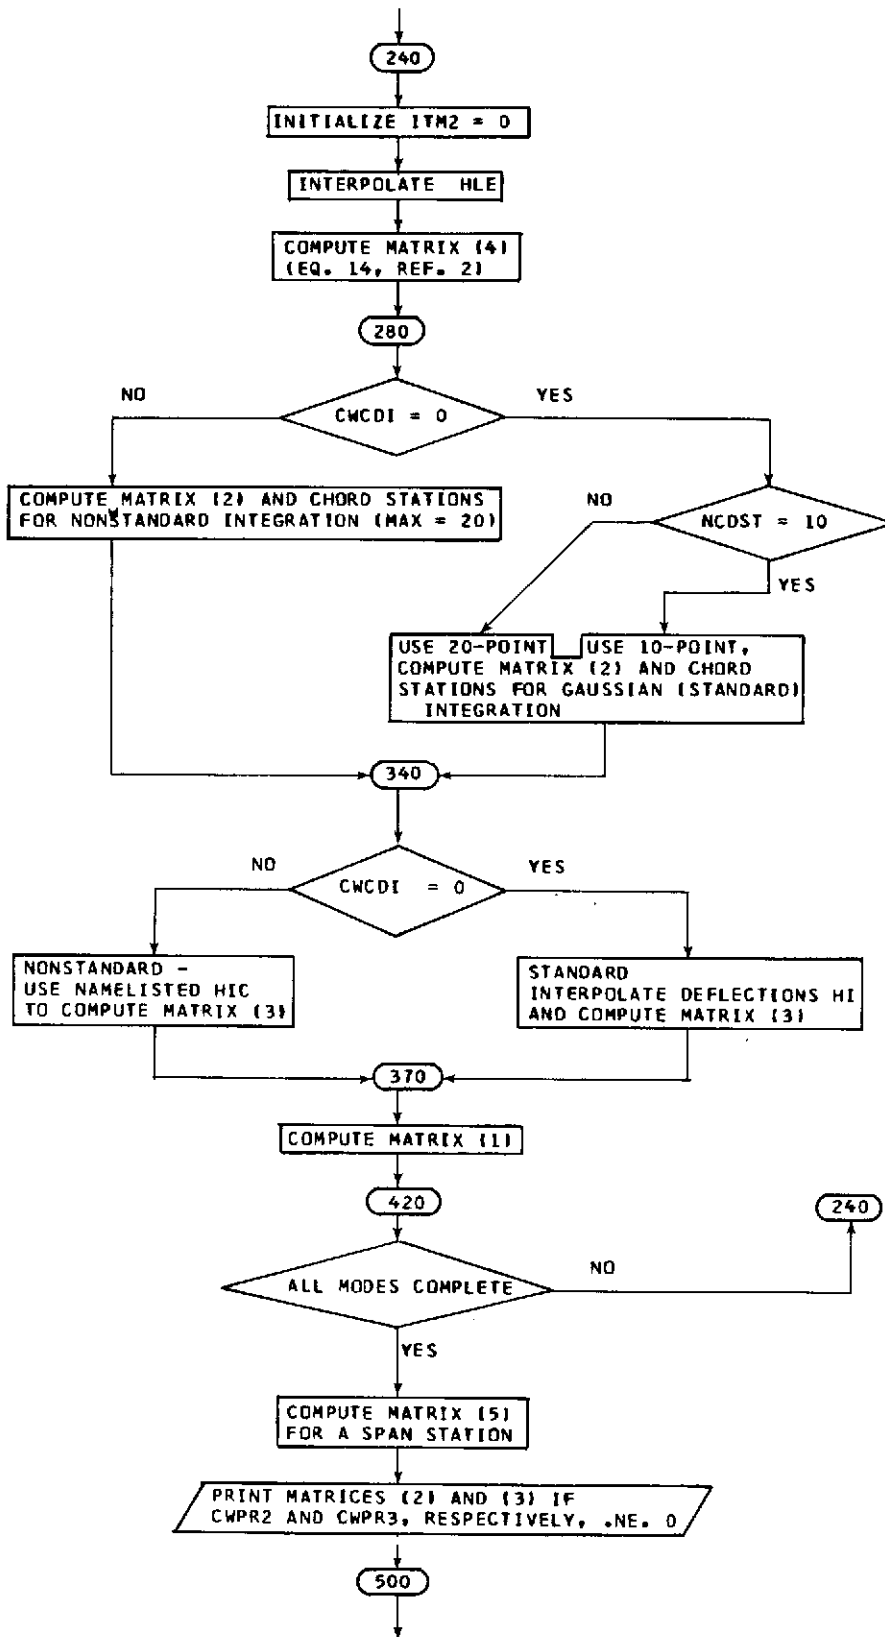 240
INITIALIZE ITM2 = 0
INTERPOLATE HLE
COMPUTE MATRIX (4)
(EQ. 14, REF. 2)
280
NO
YES
CWCDI = 0
COMPUTE MATRIX (2) AND CHORD STATIONS
FOR NONSTANDARD INTEGRATION (MAX = 20)
NO
NCDST = 10
YES
USE 20-POINT USE 10-POINT,
COMPUTE MATRIX (2) AND CHORD
STATIONS FOR GAUSSIAN (STANDARD)
INTEGRATION
340
NO
YES
CWCDI = 0
NONSTANDARD -
USE NAMELISTED HIC
TO COMPUTE MATRIX (3)
STANDARD
INTERPOLATE DEFLECTIONS HI
AND COMPUTE MATRIX (3)
370
COMPUTE MATRIX (1)
420
240
ALL MODES COMPLETE
NO
YES
COMPUTE MATRIX (5)
FOR A SPAN STATION
PRINT MATRICES (2) AND (3) IF
CWPR2 AND CWPR3, RESPECTIVELY, .NE. 0
500